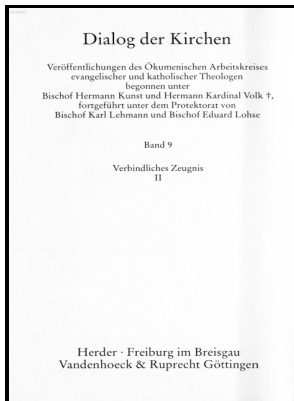 Dialog der Kirchen
Veröffentlichungen des Ökumenischen Arbeitskreises
evangelischer und katholischer Theologen
begonnen unter
Bischof Hermann Kunst und Hermann Kardinal Volk †,
fortgeführt unter dem Protektorat von
Bischof Karl Lehmann und Bischof Eduard Lohse
Band 9
Verbindliches Zeugnis
II
Herder · Freiburg im Breisgau
Vandenhoeck & Ruprecht Göttingen